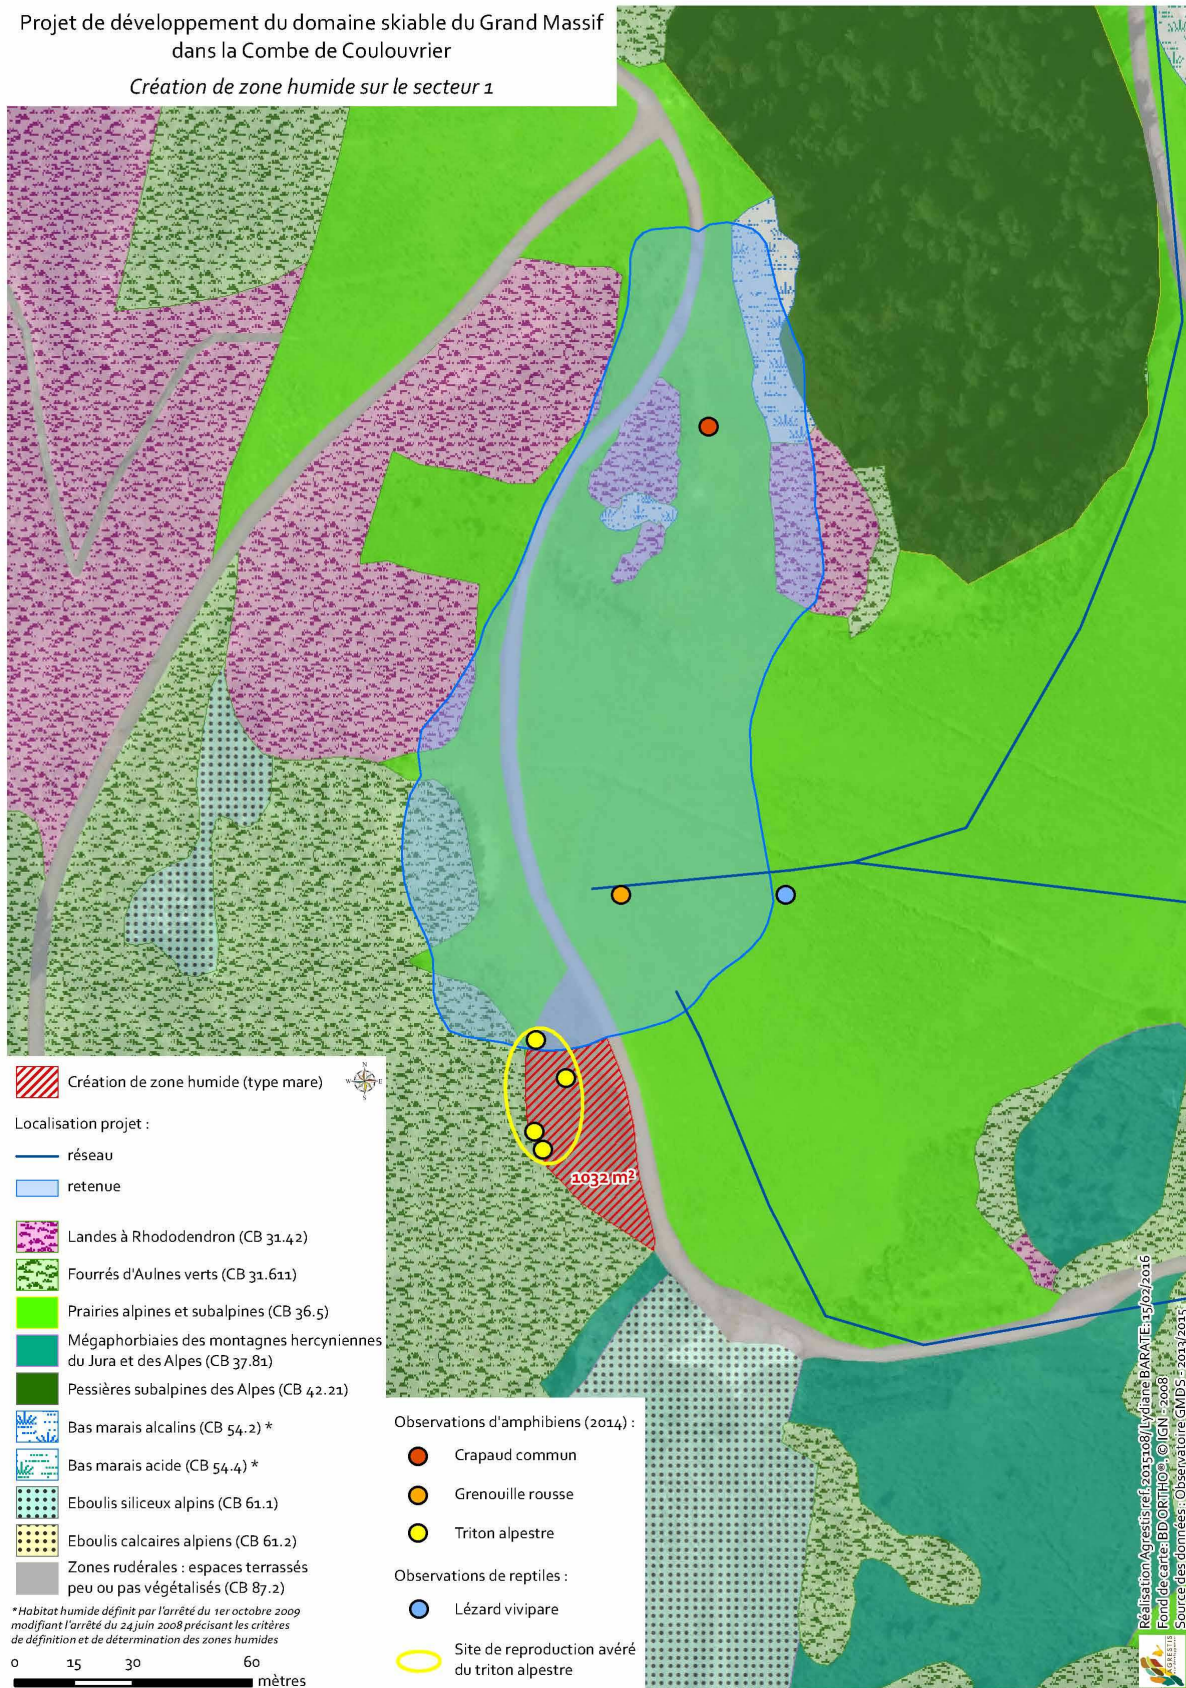 Projet de développement du domaine skiable du Grand Massif
dans la Combe de Coulouvrier
Création de zone humide sur le secteur 1
1032 m²
Création de zone humide (type mare)
N
W
E
S
Localisation projet :
réseau
retenue
Landes à Rhododendron (CB 31.42)
Fourrés d'Aulnes verts (CB 31.611)
Prairies alpines et subalpines (CB 36.5)
Mégaphorbiaies des montagnes hercyniennes
du Jura et des Alpes (CB 37.81)
Pessières subalpines des Alpes (CB 42.21)
Bas marais alcalins (CB 54.2) *
Bas marais acide (CB 54.4) *
Eboulis siliceux alpins (CB 61.1)
Eboulis calcaires alpiens (CB 61.2)
Zones rudérales : espaces terrassés
peu ou pas végétalisés (CB 87.2)
* Habitat humide définit par l'arrêté du 1er octobre 2009
modifiant l'arrêté du 24 juin 2008 précisant les critères
de définition et de détermination des zones humides
0 15 30 60
mètres
Observations d'amphibiens (2014) :
Crapaud commun
Grenouille rousse
Triton alpestre
Observations de reptiles :
Lézard vivipare
Site de reproduction avéré
du triton alpestre
Réalisation Agrestis ref. 2015108/ Lydiane BARATE: 15/02/2016
Fond de carte: BD ORTHO®. © IGN - 2008
Source des données : Observatoire GMDS - 2013/2015
AGRESTIS